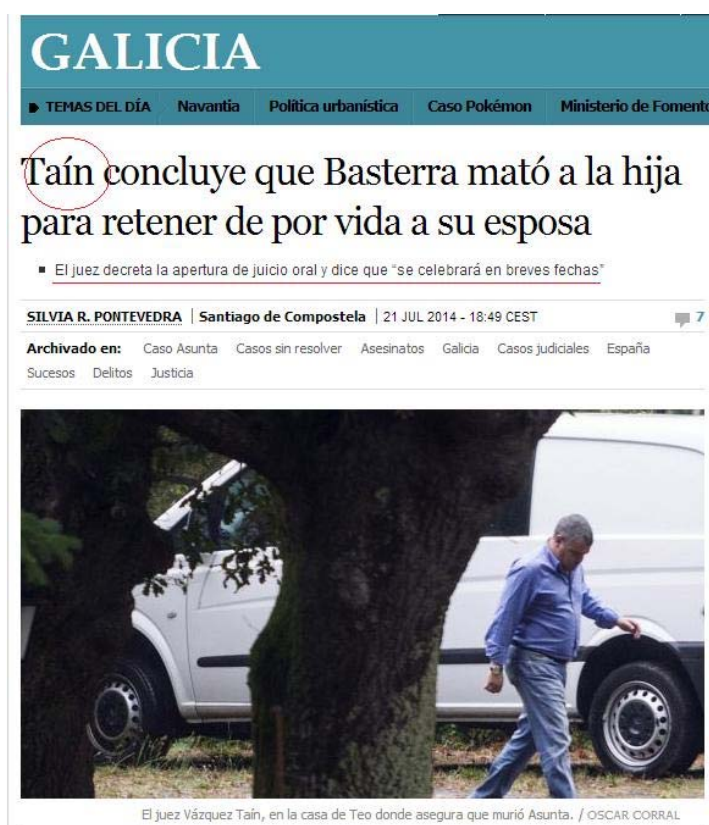 GALICIA
TEMAS DEL DÍA Navantia Política urbanística Caso Pokémon Ministerio de Fomento
Taín concluye que Basterra mató a la hija
para retener de por vida a su esposa
El juez decreta la apertura de juicio oral y dice que “se celebrará en breves fechas”
SILVIA R. PONTEVEDRA | Santiago de Compostela | 21 JUL 2014 - 18:49 CEST 7
Archivado en: Caso Asunta Casos sin resolver Asesinatos Galicia Casos judiciales España
Sucesos Delitos Justicia
El juez Vázquez Taín, en la casa de Teo donde asegura que murió Asunta. / OSCAR CORRAL